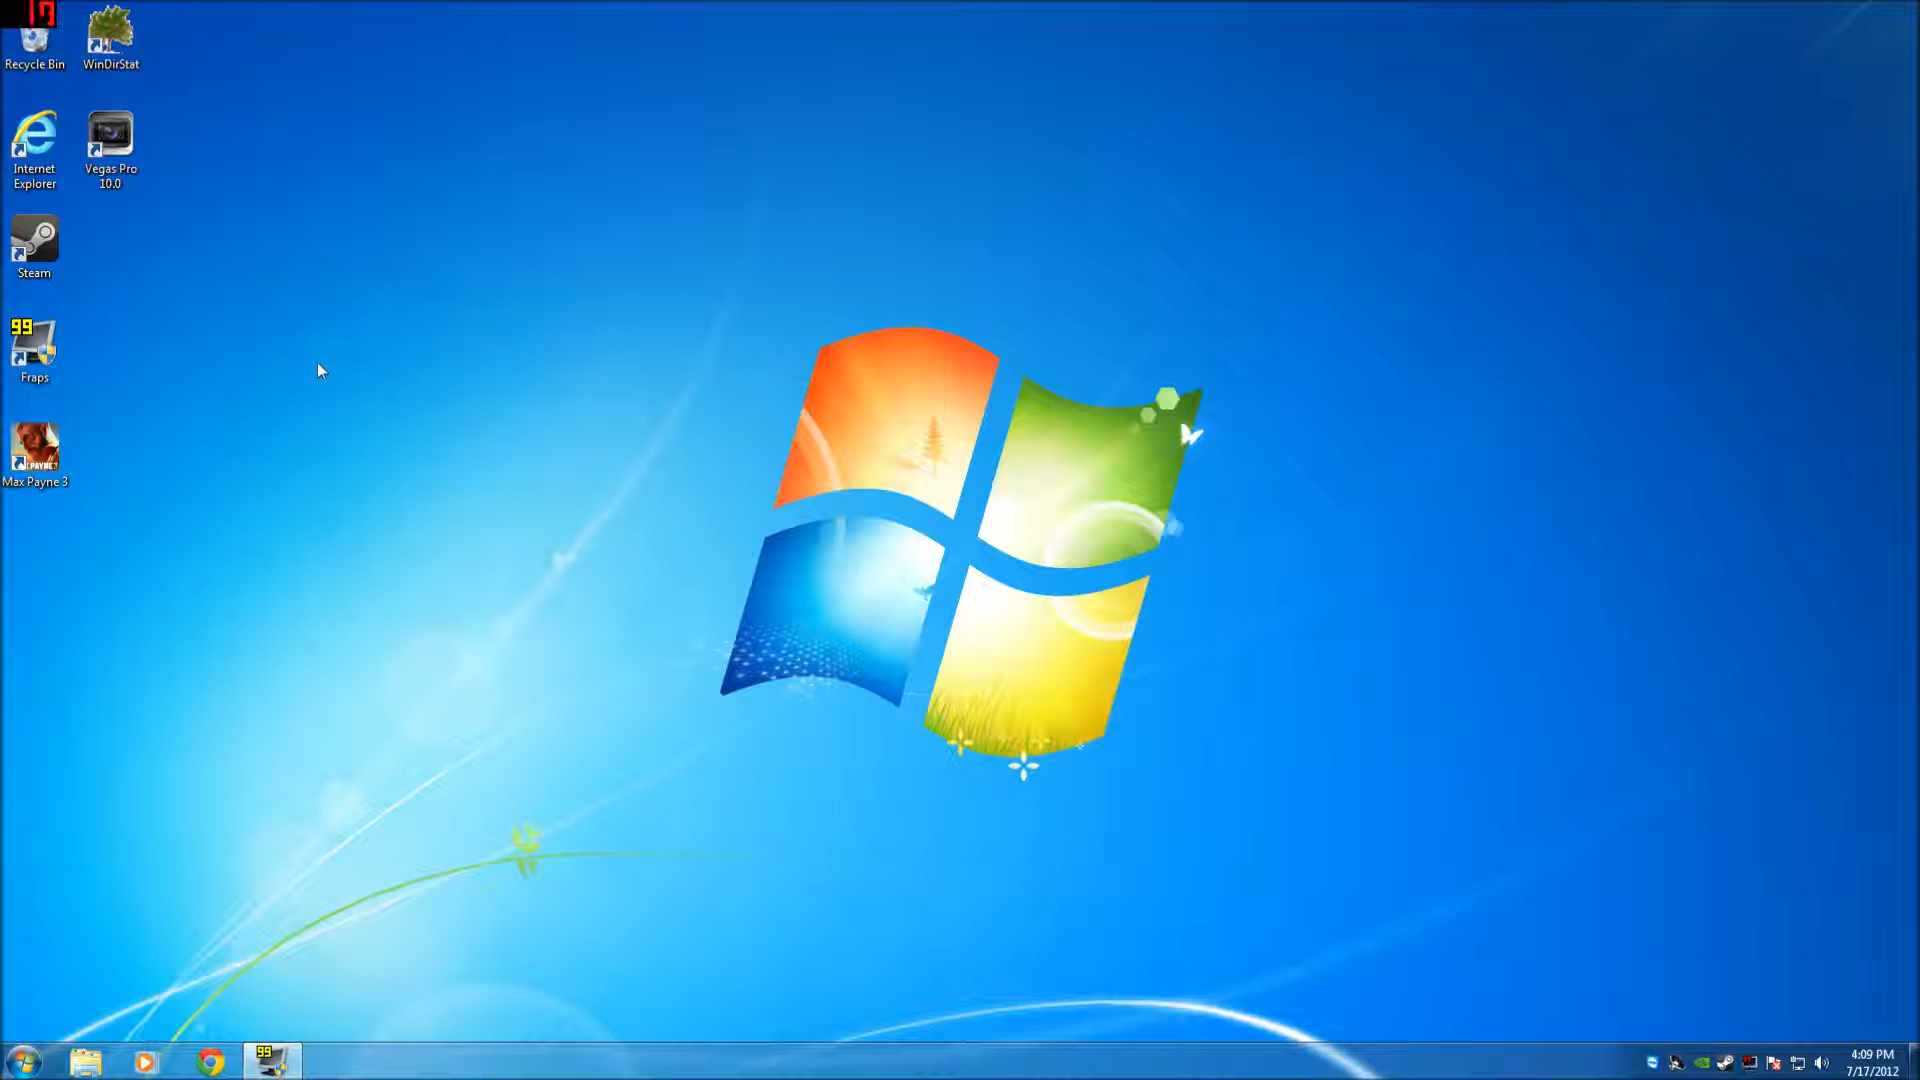 Recycle Bin
WinDirStat
Internet
Explorer
Vegas Pro
10.0
Steam
99
Fraps
Max Payne 3
99
4:09 PM
7/17/2012